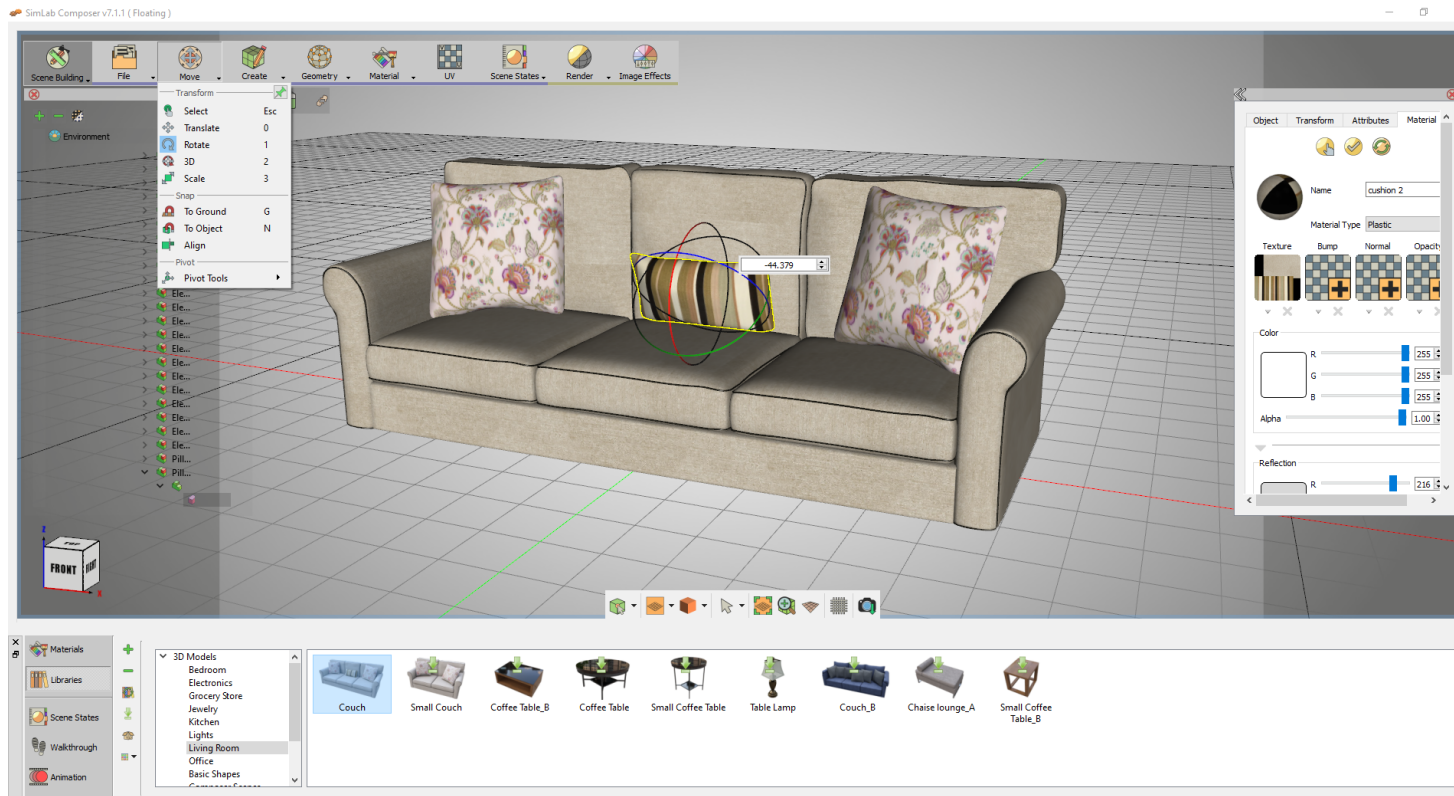 SimLab Composer v7.1.1 ( Floating )
Scene Building
File
Move
Create
Geometry
Material
UV
Scene States
Render
Image Effects
Transform
Select Esc
Translate 0
Rotate 1
3D 2
Scale 3
Snap
To Ground G
To Object N
Align
Pivot
Pivot Tools
Environment
Ele...
Ele...
Ele...
Ele...
Ele...
Ele...
Ele...
Ele...
Ele...
Ele...
Ele...
Ele...
Pill...
Pill...
-44.379
Object Transform Attributes Material
Name cushion 2
Material Type Plastic
Texture Bump Normal Opacity
Color
R 255
G 255
B 255
Alpha 1.00
Reflection
R 216
Z
TOP
FRONT
RIGHT
X
Materials
Libraries
Scene States
Walkthrough
Animation
3D Models
Bedroom
Electronics
Grocery Store
Jewelry
Kitchen
Lights
Living Room
Office
Basic Shapes
Composer Scenes
Couch
Small Couch
Coffee Table_B
Coffee Table
Small Coffee Table
Table Lamp
Couch_B
Chaise lounge_A
Small Coffee
Table_B